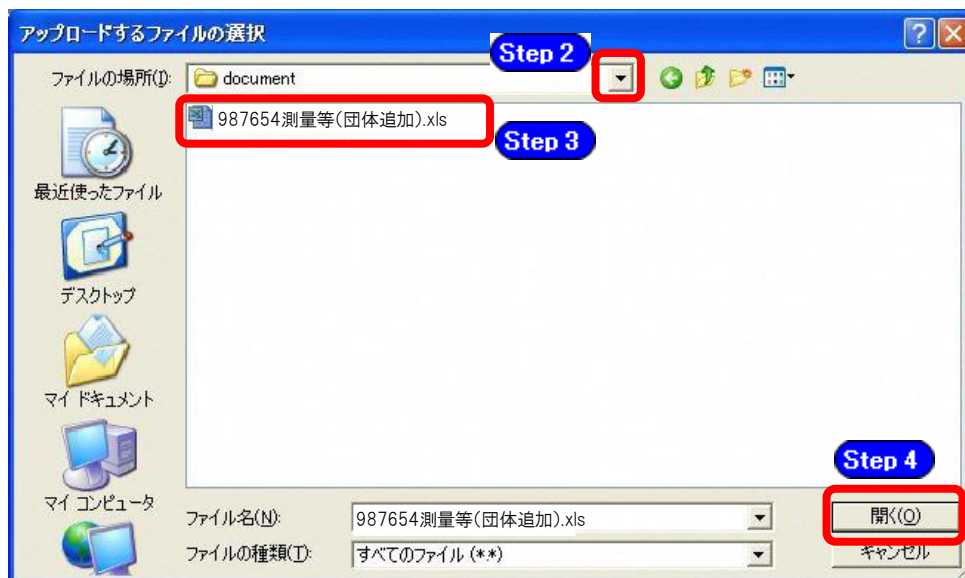 アップロードするファイルの選択
Step 2
ファイルの場所(I):
document
987654測量等(団体追加).xls
Step 3
最近使ったファイル
デスクトップ
マイ ドキュメント
マイ コンピュータ
Step 4
ファイル名(N):
987654測量等(団体追加).xls
開く(O)
ファイルの種類(T):
すべてのファイル (*.*)
キャンセル